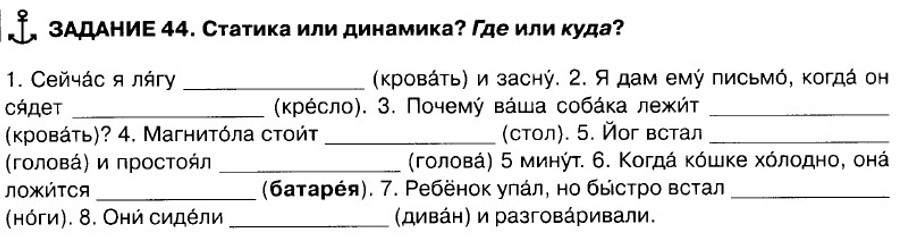 ЗАДАНИЕ 44. Статика или динамика? Где или куда?
1. Сейча́с я ля́гу ______________ (крова́ть) и засну́. 2. Я дам ему́ письмо́, когда́ он
ся́дет ______________ (кре́сло). 3. Почему́ ва́ша соба́ка лежи́т ______________
(крова́ть)? 4. Магнито́ла стои́т ______________ (стол). 5. Йог встал ______________
(голова́) и простоя́л ______________ (голова́) 5 мину́т. 6. Когда́ ко́шке хо́лодно, она́
ложи́тся ______________ (батаре́я). 7. Ребёнок упа́л, но бы́стро встал ______________
(но́ги). 8. Они́ сиде́ли ______________ (дива́н) и разгова́ривали.